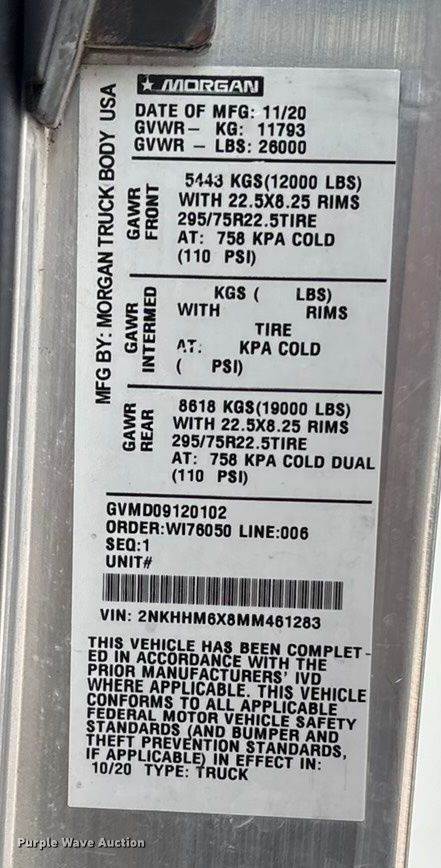 MORGAN
MFG BY: MORGAN TRUCK BODY USA
DATE OF MFG: 11/20
GVWR- KG: 11793
GVWR - LBS: 26000
GAWR
FRONT
5443 KGS(12000 LBS)
WITH 22.5X8.25 RIMS
295/75R22.5TIRE
AT: 758 KPA COLD
(110 PSI)
GAWR
INTERMED
KGS ( LBS)
WITH RIMS
TIRE
AT: KPA COLD
( PSI)
GAWR
REAR
8618 KGS(19000 LBS)
WITH 22.5X8.25 RIMS
295/75R22.5TIRE
AT: 758 KPA COLD DUAL
(110 PSI)
GVMD09120102
ORDER:WI76050 LINE:006
SEQ:1
UNIT#
VIN: 2NKHHM6X8MM461283
THIS VEHICLE HAS BEEN COMPLET-
ED IN ACCORDANCE WITH THE
PRIOR MANUFACTURERS' IVD
WHERE APPLICABLE. THIS VEHICLE
CONFORMS TO ALL APPLICABLE
FEDERAL MOTOR VEHICLE SAFETY
STANDARDS (AND BUMPER AND
THEFT PREVENTION STANDARDS,
IF APPLICABLE) IN EFFECT IN:
10/20 TYPE: TRUCK
Purple Wave Auction